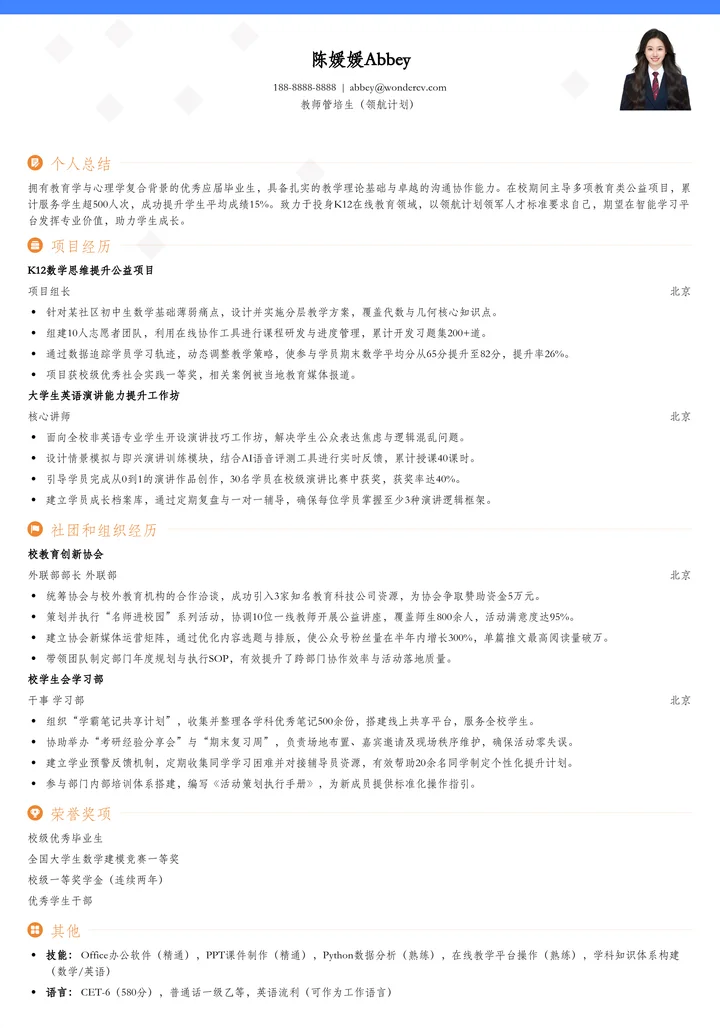 陈媛媛Abbey
188-8888-8888 | abbey@wondercv.com
教师管培生（领航计划）
个人总结
拥有教育学与心理学复合背景的优秀应届毕业生，具备扎实的教学理论基础与卓越的沟通协作能力。在校期间主导多项教育类公益项目，累
计服务学生超500人次，成功提升学生平均成绩15%。致力于投身K12在线教育领域，以领航计划领军人才标准要求自己，期望在智能学习平
台发挥专业价值，助力学生成长。
项目经历
K12数学思维提升公益项目
项目组长 北京
• 针对某社区初中生数学基础薄弱痛点，设计并实施分层教学方案，覆盖代数与几何核心知识点。
• 组建10人志愿者团队，利用在线协作工具进行课程研发与进度管理，累计开发习题集200+道。
• 通过数据追踪学员学习轨迹，动态调整教学策略，使参与学员期末数学平均分从65分提升至82分，提升率26%。
• 项目获校级优秀社会实践一等奖，相关案例被当地教育媒体报道。
大学生英语演讲能力提升工作坊
核心讲师 北京
• 面向全校非英语专业学生开设演讲技巧工作坊，解决学生公众表达焦虑与逻辑混乱问题。
• 设计情景模拟与即兴演讲训练模块，结合AI语音评测工具进行实时反馈，累计授课40课时。
• 引导学员完成从0到1的演讲作品创作，30名学员在校级演讲比赛中获奖，获奖率达40%。
• 建立学员成长档案库，通过定期复盘与一对一辅导，确保每位学员掌握至少3种演讲逻辑框架。
社团和组织经历
校教育创新协会
外联部部长 外联部 北京
• 统筹协会与校外教育机构的合作洽谈，成功引入3家知名教育科技公司资源，为协会争取赞助资金5万元。
• 策划并执行“名师进校园”系列活动，协调10位一线教师开展公益讲座，覆盖师生800余人，活动满意度达95%。
• 建立协会新媒体运营矩阵，通过优化内容选题与排版，使公众号粉丝量在半年内增长300%，单篇推文最高阅读量破万。
• 带领团队制定部门年度规划与执行SOP，有效提升了跨部门协作效率与活动落地质量。
校学生会学习部
干事 学习部 北京
• 组织“学霸笔记共享计划”，收集并整理各学科优秀笔记500余份，搭建线上共享平台，服务全校学生。
• 协助举办“考研经验分享会”与“期末复习周”，负责场地布置、嘉宾邀请及现场秩序维护，确保活动零失误。
• 建立学业预警反馈机制，定期收集同学学习困难并对接辅导员资源，有效帮助20余名同学制定个性化提升计划。
• 参与部门内部培训体系搭建，编写《活动策划执行手册》，为新成员提供标准化操作指引。
荣誉奖项
校级优秀毕业生
全国大学生数学建模竞赛一等奖
校级一等奖学金（连续两年）
优秀学生干部
其他
• 技能： Office办公软件（精通），PPT课件制作（精通），Python数据分析（熟练），在线教学平台操作（熟练），学科知识体系构建
（数学/英语）
• 语言： CET-6（580分），普通话一级乙等，英语流利（可作为工作语言）